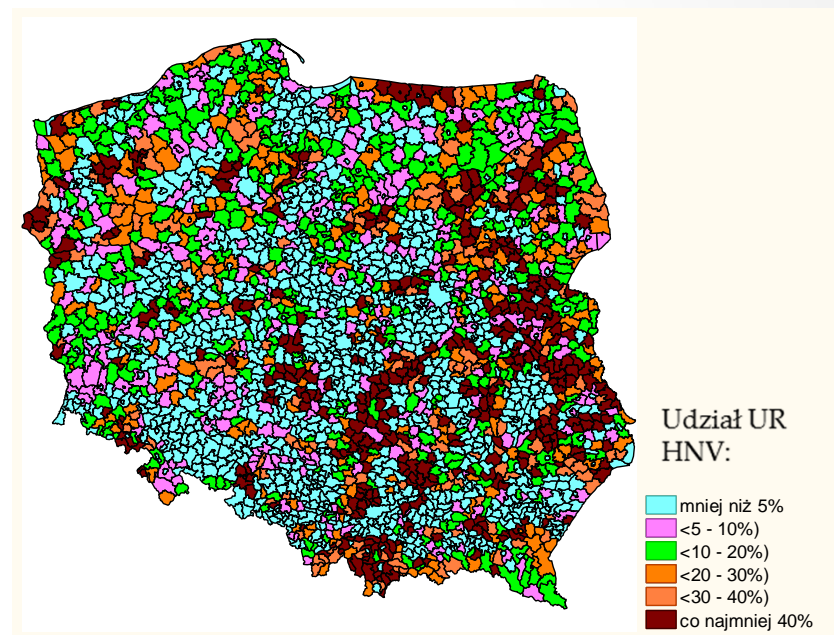 Udział UR
HNV:
mniej niż 5%
<5 - 10%)
<10 - 20%)
<20 - 30%)
<30 - 40%)
co najmniej 40%